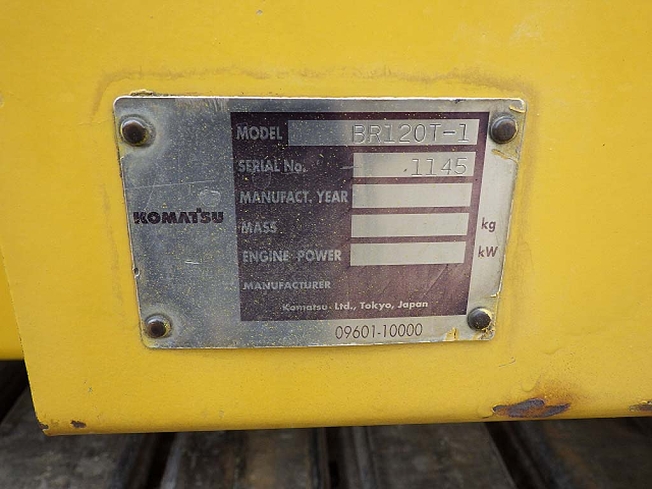 MODEL BR120T-1
SERIAL No. 1145
MANUFACT. YEAR
KOMATSU
MASS kg
ENGINE POWER kW
MANUFACTURER
Komatsu Ltd., Tokyo, Japan
09601-10000